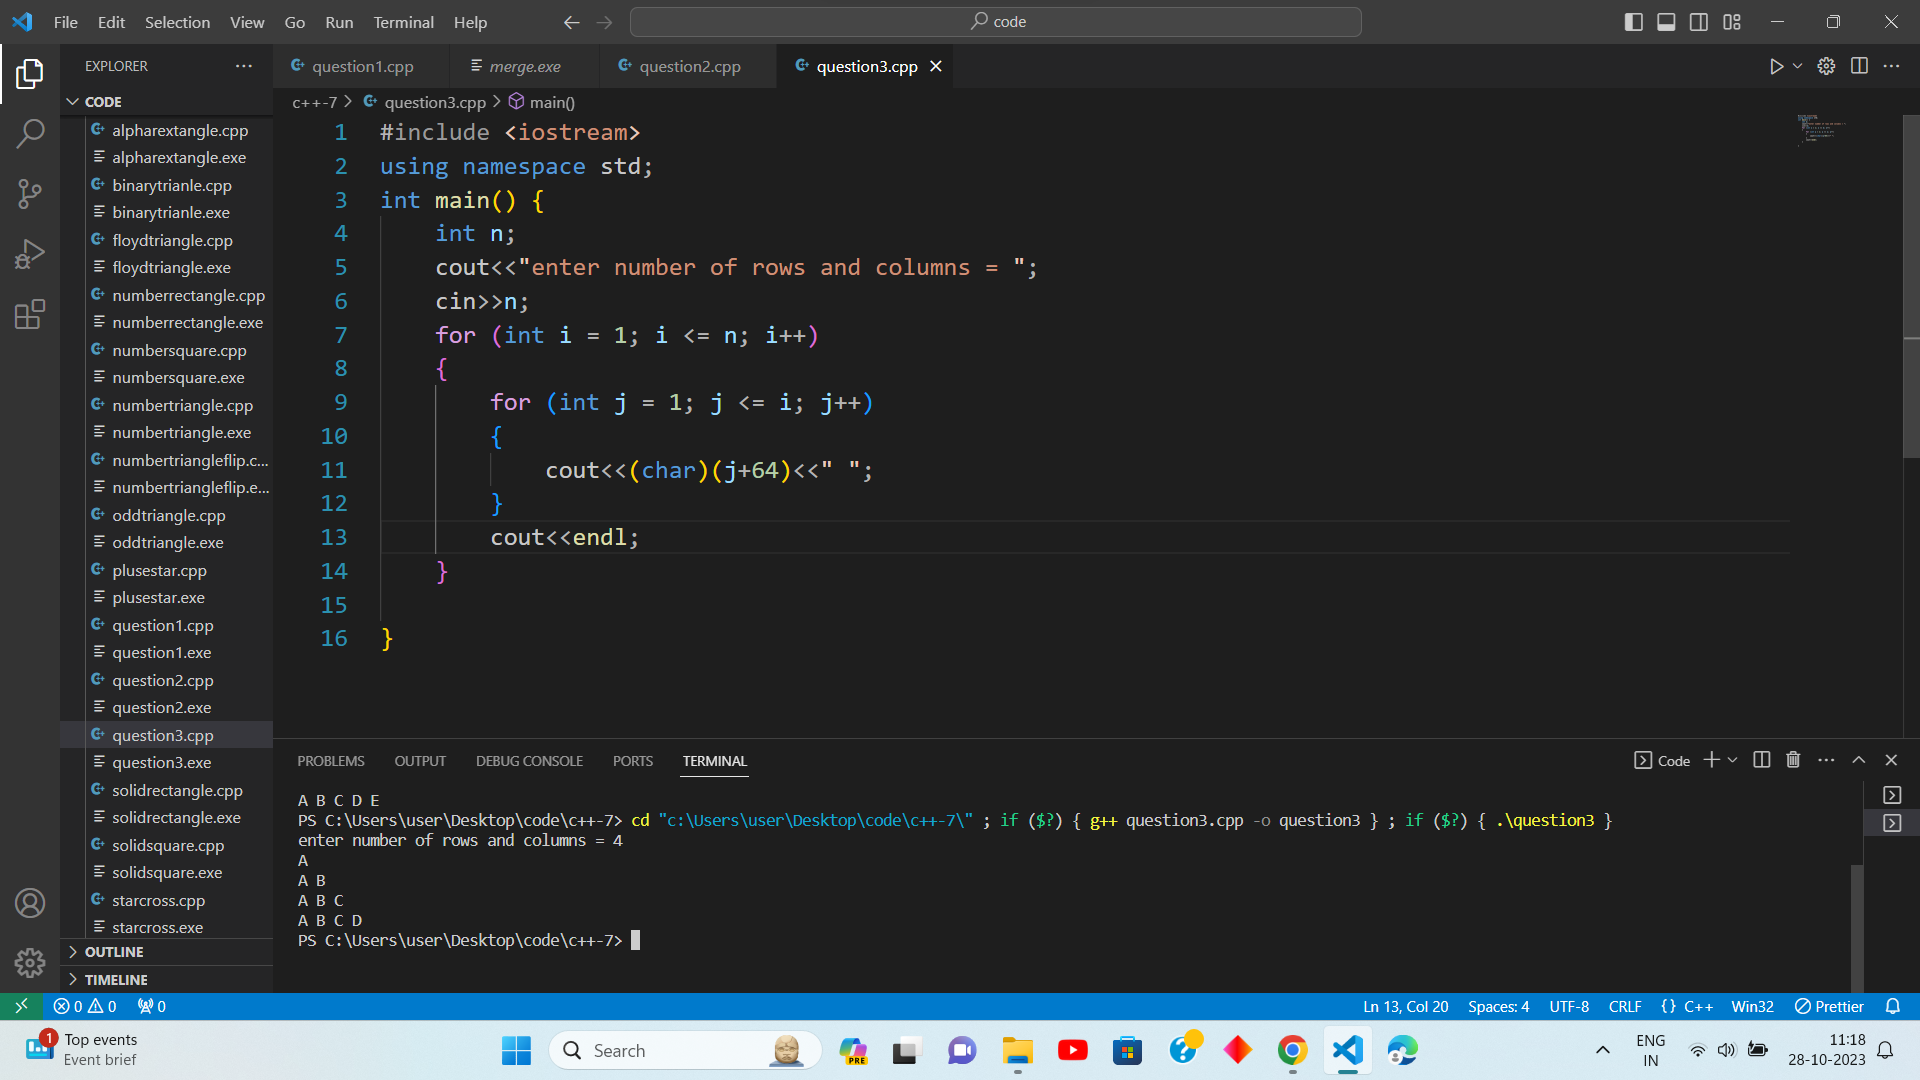 File Edit Selection View Go Run Terminal Help
code
EXPLORER
question1.cpp
merge.exe
question2.cpp
question3.cpp
CODE
c++-7 > question3.cpp > main()
alpharextangle.cpp
alpharextangle.exe
binarytrianle.cpp
binarytrianle.exe
floydtriangle.cpp
floydtriangle.exe
numberrectangle.cpp
numberrectangle.exe
numbersquare.cpp
numbersquare.exe
numbertriangle.cpp
numbertriangle.exe
numbertriangleflip.c...
numbertriangleflip.e...
oddtriangle.cpp
oddtriangle.exe
plusestar.cpp
plusestar.exe
question1.cpp
question1.exe
question2.cpp
question2.exe
question3.cpp
question3.exe
solidrectangle.cpp
solidrectangle.exe
solidsquare.cpp
solidsquare.exe
starcross.cpp
starcross.exe
OUTLINE
TIMELINE
1 #include <iostream>
2 using namespace std;
3 int main() {
4 int n;
5 cout<<"enter number of rows and columns = ";
6 cin>>n;
7 for (int i = 1; i <= n; i++)
8 {
9 for (int j = 1; j <= i; j++)
10 {
11 cout<<(char)(j+64)<<" ";
12 }
13 cout<<endl;
14 }
15
16 }
PROBLEMS OUTPUT DEBUG CONSOLE PORTS TERMINAL
Code
A B C D E
PS C:\Users\user\Desktop\code\c++-7> cd "c:\Users\user\Desktop\code\c++-7\" ; if ($?) { g++ question3.cpp -o question3 } ; if ($?) { .\question3 }
enter number of rows and columns = 4
A
A B
A B C
A B C D
PS C:\Users\user\Desktop\code\c++-7>
0 0 0
Ln 13, Col 20 Spaces: 4 UTF-8 CRLF {} C++ Win32 Prettier
1
Top events
Event brief
Search
PRE
ENG
IN
11:18
28-10-2023